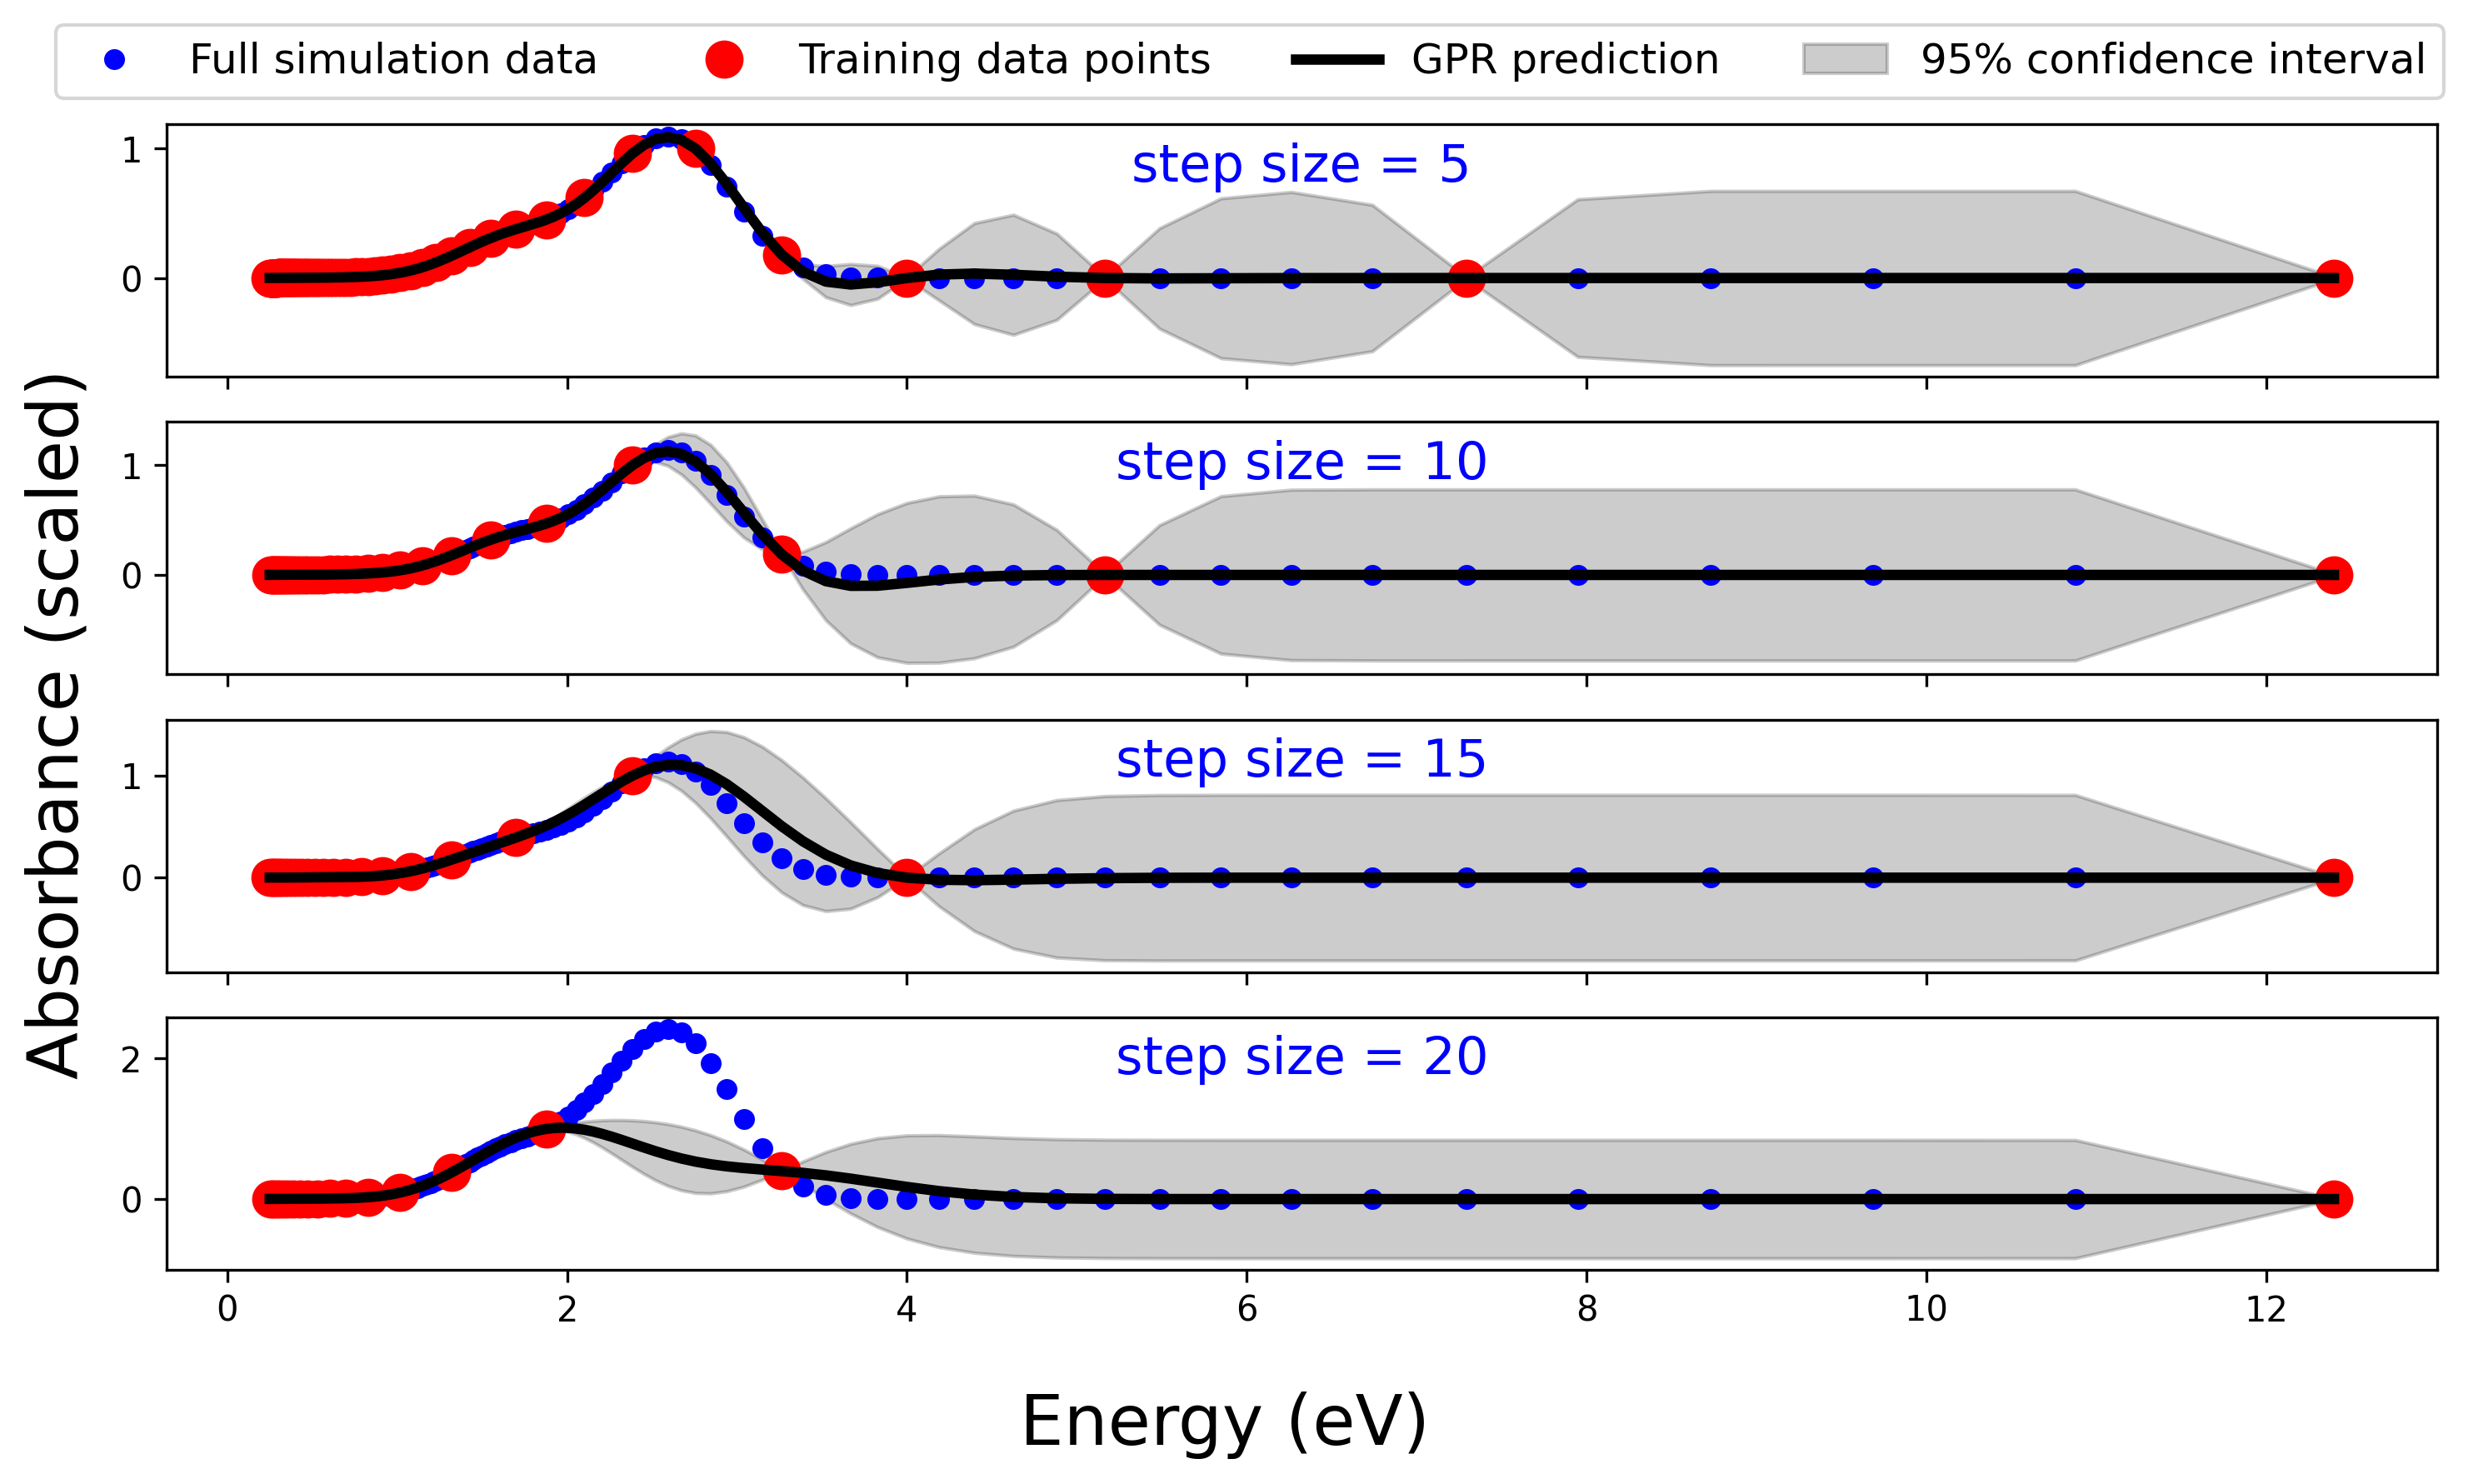 Full simulation data
Training data points
GPR prediction
95% confidence interval
Absorbance (scaled)
1
0
step size = 5
1
0
step size = 10
1
0
step size = 15
2
0
step size = 20
0 2 4 6 8 10 12
Energy (eV)